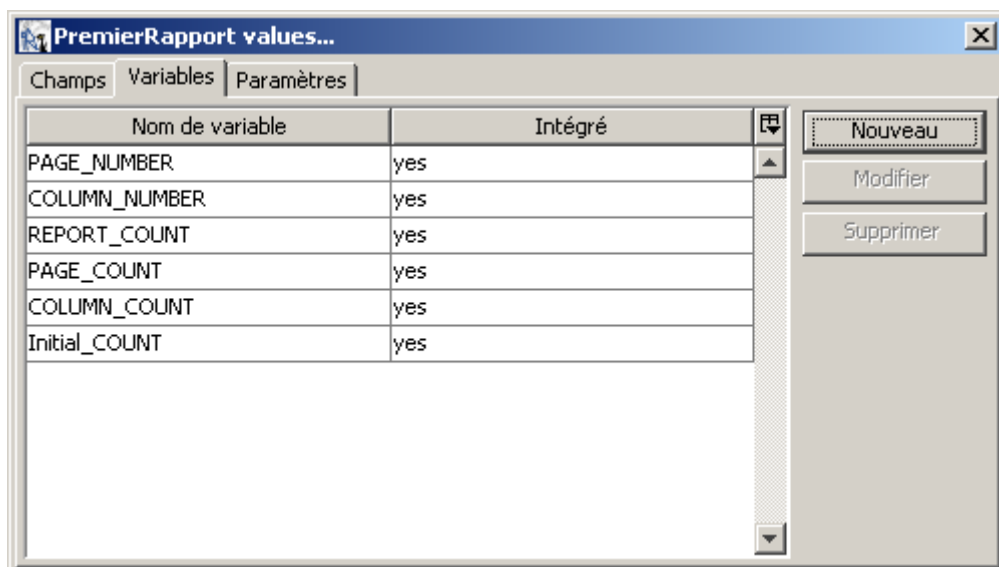 PremierRapport values...
Champs Variables Paramètres
Nom de variable Intégré Nouveau
PAGE_NUMBER yes
Modifier
COLUMN_NUMBER yes
REPORT_COUNT yes Supprimer
PAGE_COUNT yes
COLUMN_COUNT yes
Initial_COUNT yes